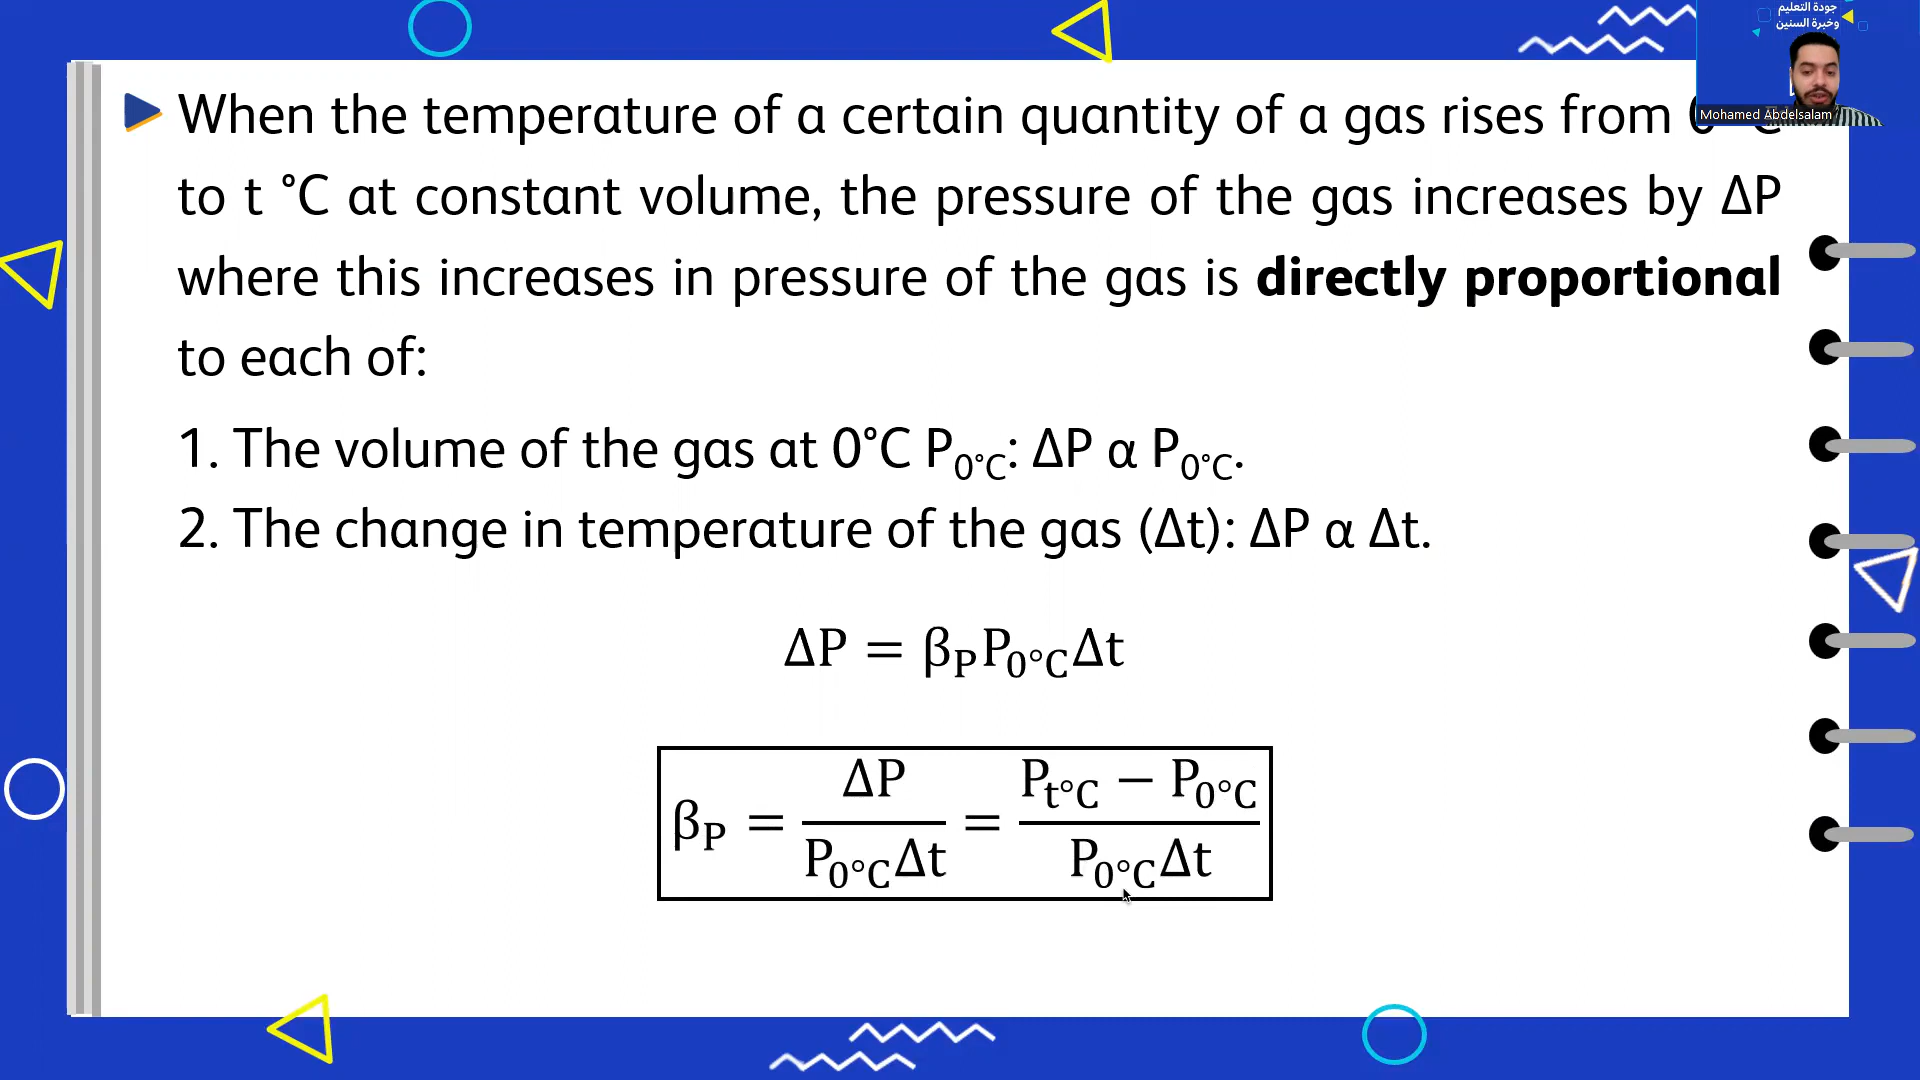 جودة التعليم
وخبرة السنين
Mohamed Abdelsalam
When the temperature of a certain quantity of a gas rises from
to t °C at constant volume, the pressure of the gas increases by ΔP
where this increases in pressure of the gas is directly proportional
to each of:
1. The volume of the gas at 0°C P₀°C: ΔP α P₀°C.
2. The change in temperature of the gas (Δt): ΔP α Δt.
ΔP = βₚP₀°CΔt
βₚ = ΔP / P₀°CΔt = Pt°C − P₀°C / P₀°CΔt